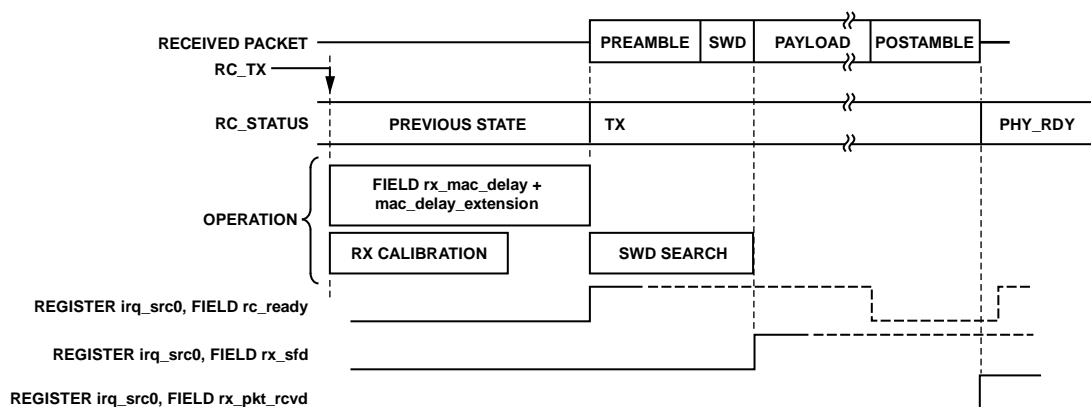 RECEIVED PACKET PREAMBLE SWD PAYLOAD POSTAMBLE
RC_TX
RC_STATUS PREVIOUS STATE TX PHY_RDY
FIELD rx_mac_delay +
mac_delay_extension
OPERATION
RX CALIBRATION SWD SEARCH
REGISTER irq_src0, FIELD rc_ready
REGISTER irq_src0, FIELD rx_sfd
REGISTER irq_src0, FIELD rx_pkt_rcvd